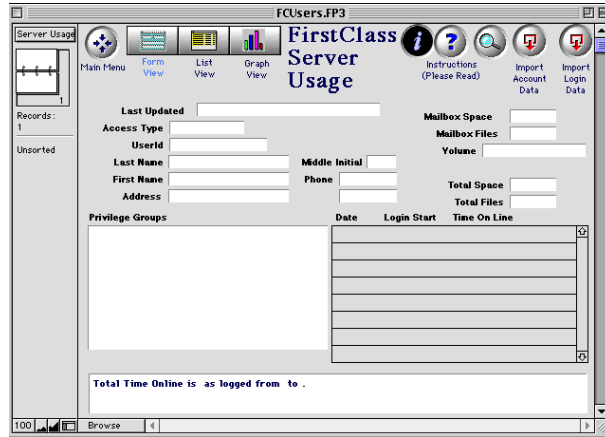 FCUsers.FP3
Server Usage
1
Records:
1
Unsorted
Main Menu
Form
View
List
View
Graph
View
FirstClass
Server
Usage
Instructions
(Please Read)
Import
Account
Data
Import
Login
Data
Last Updated
Access Type
UserId
Last Name
Middle Initial
First Name
Phone
Address
Mailbox Space
Mailbox Files
Volume
Total Space
Total Files
Privilege Groups
Date Login Start Time On Line
Total Time Online is as logged from to .
100
Browse